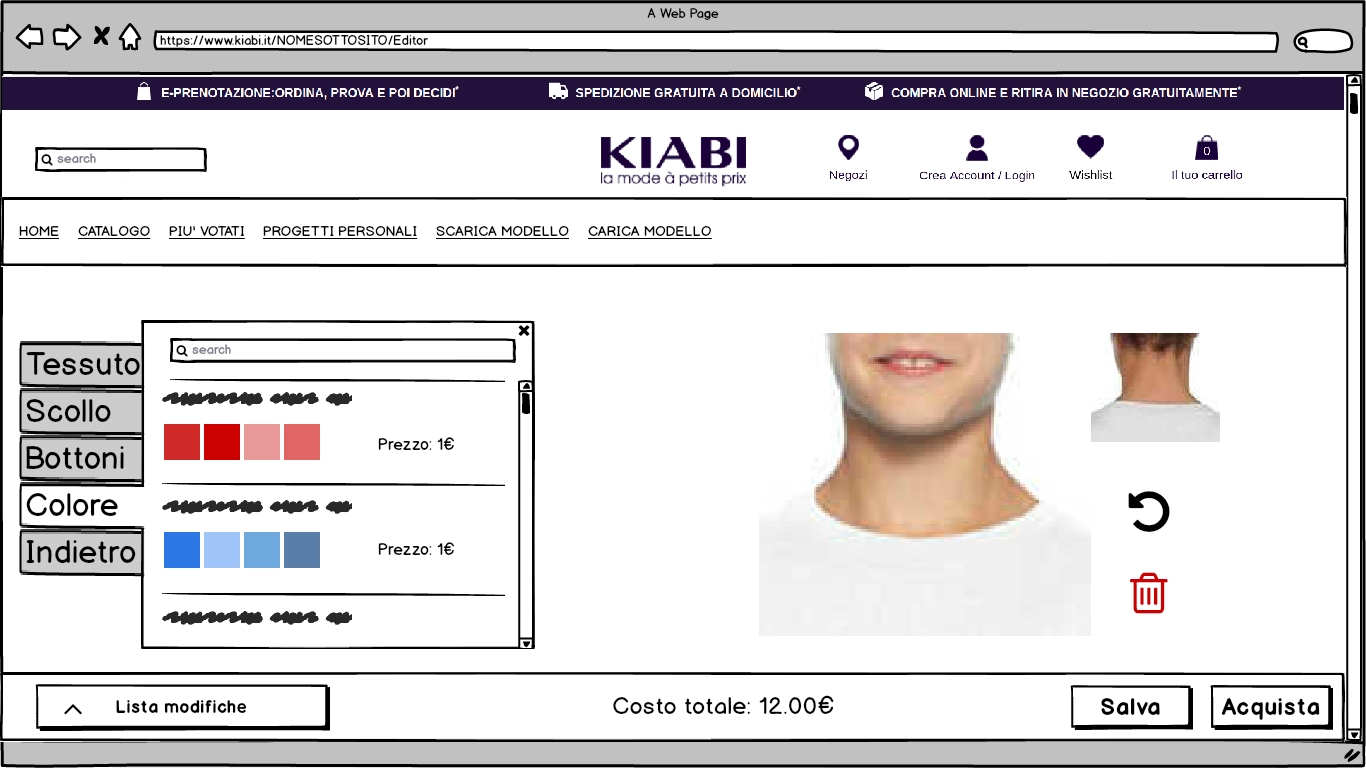 A Web Page
https://www.kiabi.it/NOMESOTTOSITO/Editor
E-PRENOTAZIONE:ORDINA, PROVA E POI DECIDI*
SPEDIZIONE GRATUITA A DOMICILIO*
COMPRA ONLINE E RITIRA IN NEGOZIO GRATUITAMENTE*
search
KIABI
la mode à petits prix
Negozi
Crea Account / Login
Wishlist
0
Il tuo carrello
HOME CATALOGO PIU' VOTATI PROGETTI PERSONALI SCARICA MODELLO CARICA MODELLO
Tessuto
Scollo
Bottoni
Colore
Indietro
search
Prezzo: 1€
Prezzo: 1€
Lista modifiche
Costo totale: 12.00€
Salva
Acquista